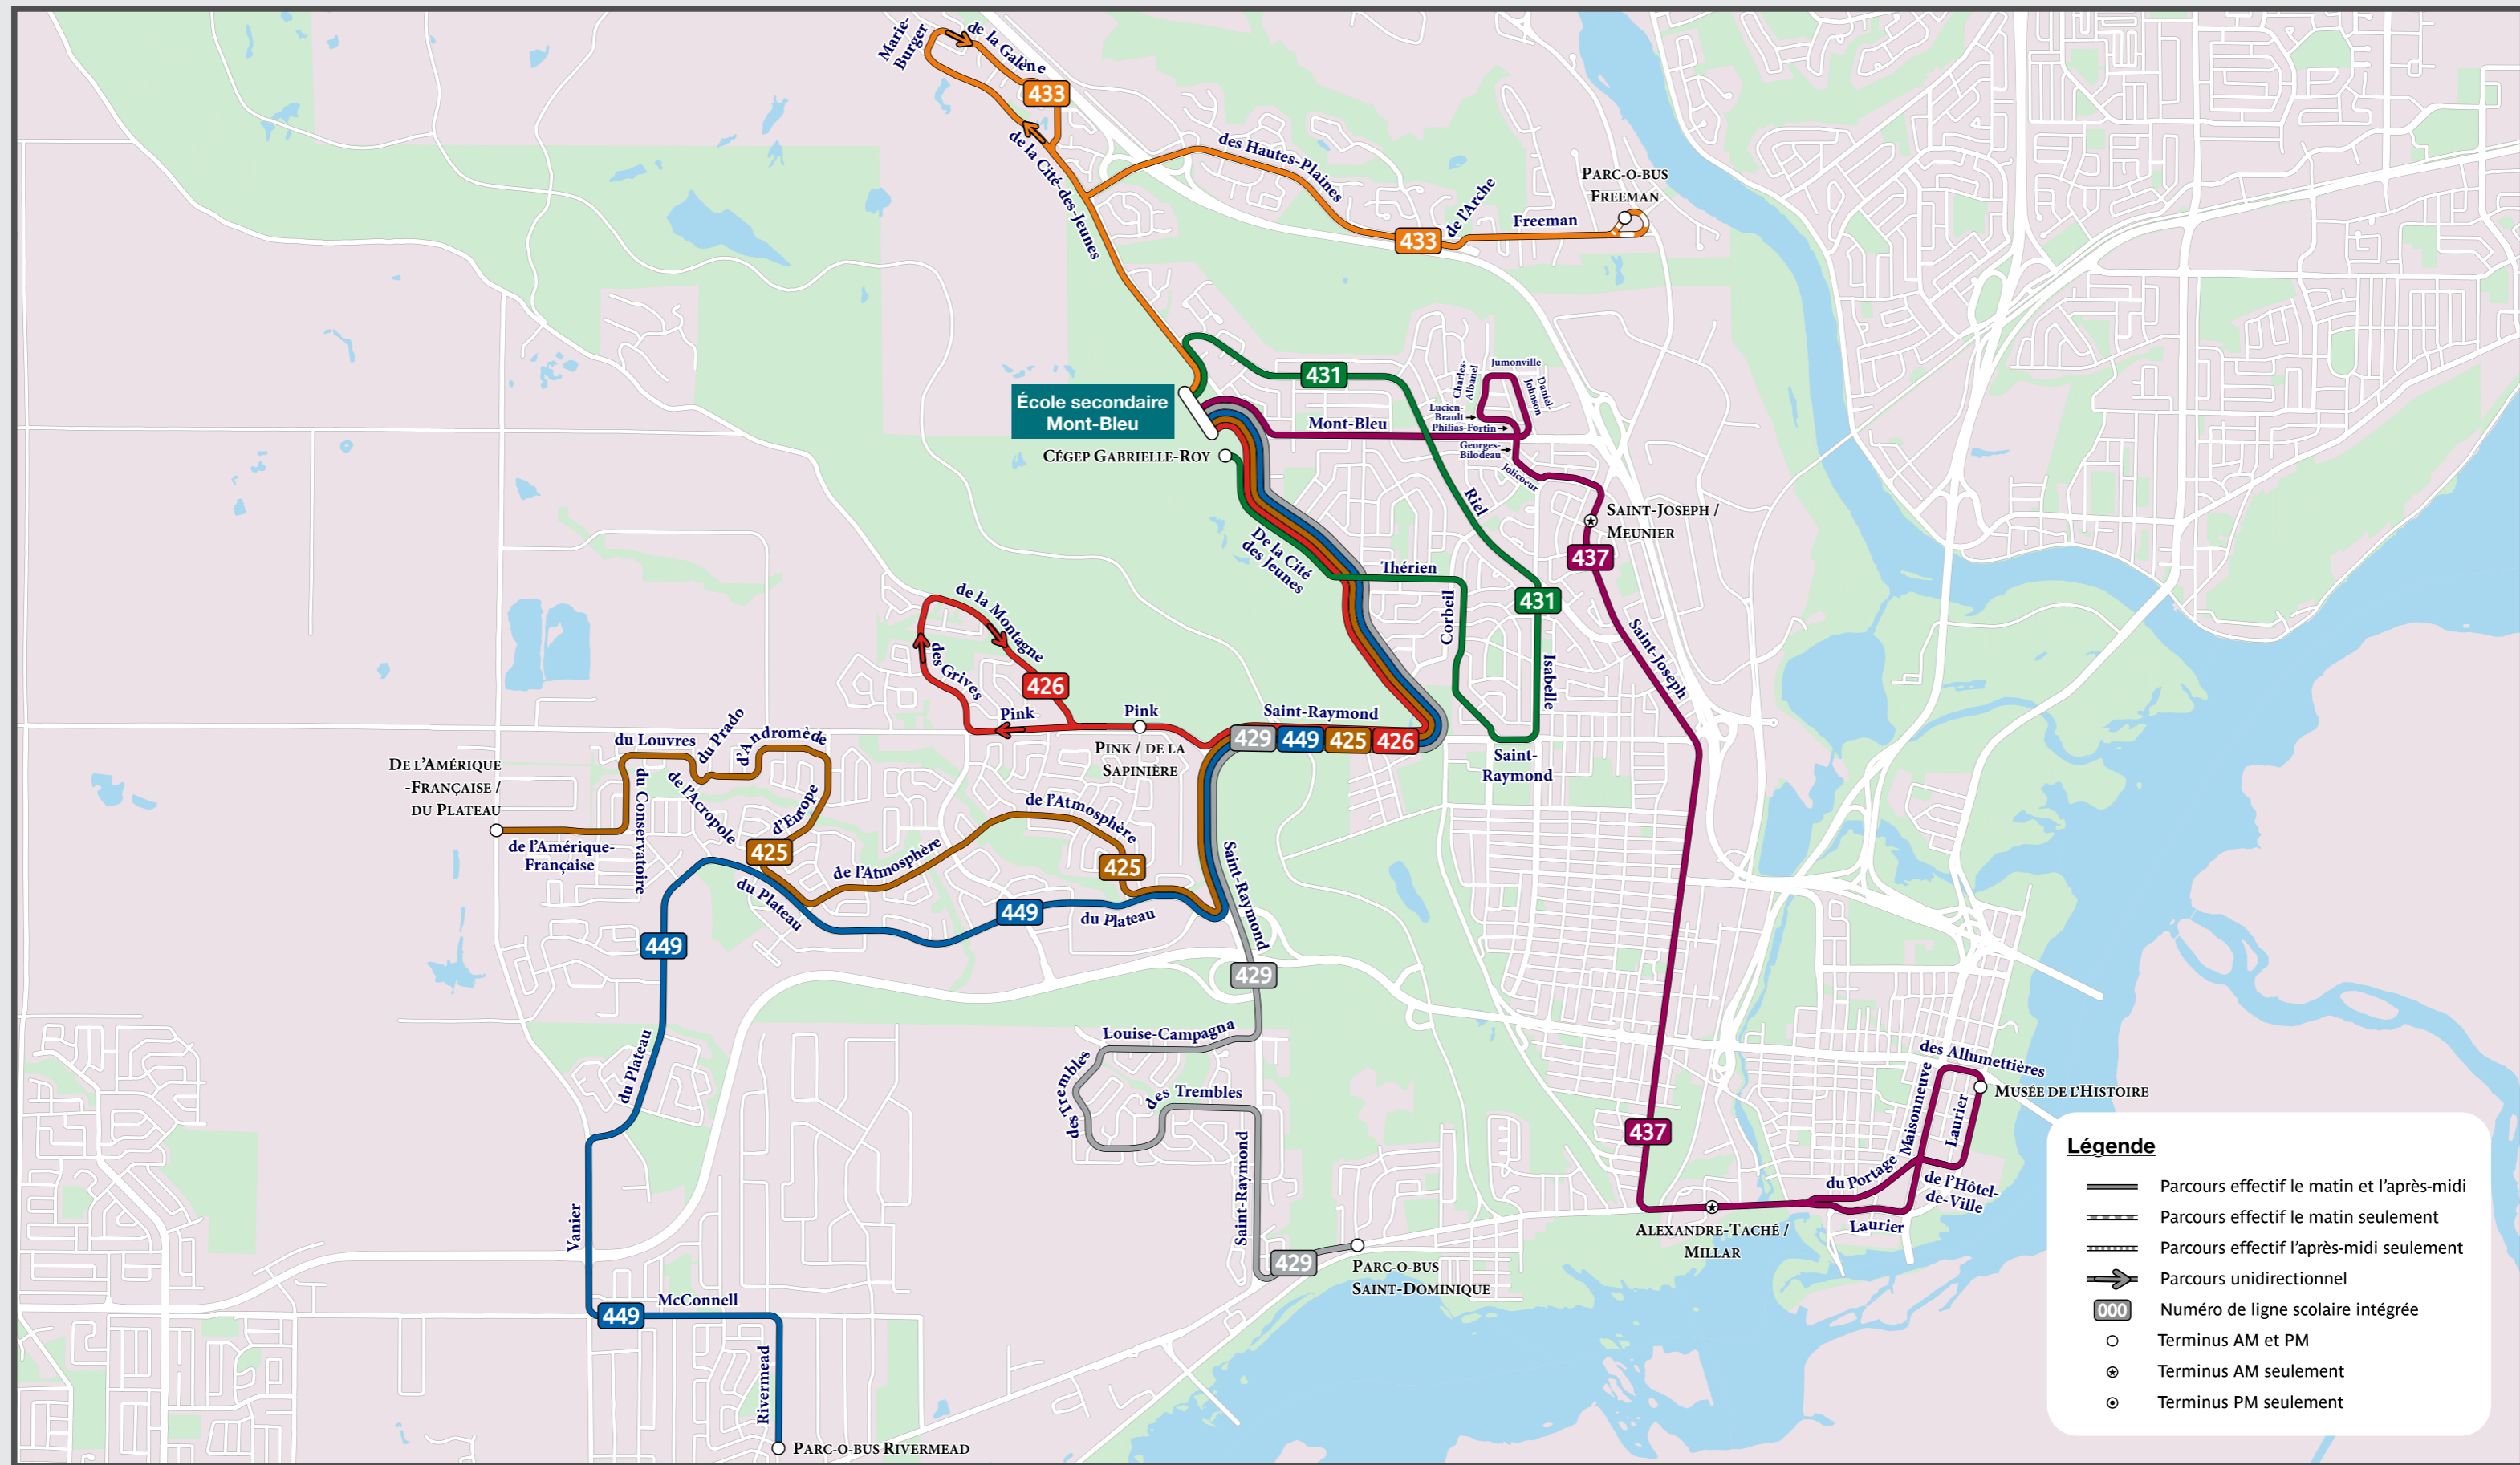 Marie-
Burger
de la Galène
433
de la Cité-des-Jeunes
des Hautes-Plaines
433
de l'Arche
Freeman
Parc-o-bus
Freeman
École secondaire
Mont-Bleu
Cégep Gabrielle-Roy
431
Mont-Bleu
Charles-
Albanel
Jumonville
Daniel-
Johnson
Lucien-
Brault
Philias-Fortin
Georges-
Bilodeau
Jolicoeur
Riel
Saint-Joseph /
Meunier
437
De la Cité
des Jeunes
Thérien
Corbeil
431
Isabelle
Saint-Joseph
de la Montagne
des Grives
426
Pink
Pink
Pink / de la
Sapinière
Saint-Raymond
429
449
425
426
Saint-
Raymond
De l'Amérique
-Française /
du Plateau
du Louvres
du Prado
d'Andromède
de l'Amérique-
Française
du Conservatoire
de l'Acropole
d'Europe
425
de l'Atmosphère
de l'Atmosphère
425
du Plateau
449
du Plateau
Saint-Raymond
449
429
du Plateau
Louise-Campagna
des Trembles
des Trembles
Saint-Raymond
429
Parc-o-bus
Saint-Dominique
Vanier
449
McConnell
Rivermead
Parc-o-bus Rivermead
437
Alexandre-Taché /
Millar
du Portage
Maisonneuve
Laurier
des Allumettières
Musée de l'Histoire
de l'Hôtel-
de-Ville
Laurier
Légende
Parcours effectif le matin et l'après-midi
Parcours effectif le matin seulement
Parcours effectif l'après-midi seulement
Parcours unidirectionnel
000
Numéro de ligne scolaire intégrée
Terminus AM et PM
Terminus AM seulement
Terminus PM seulement